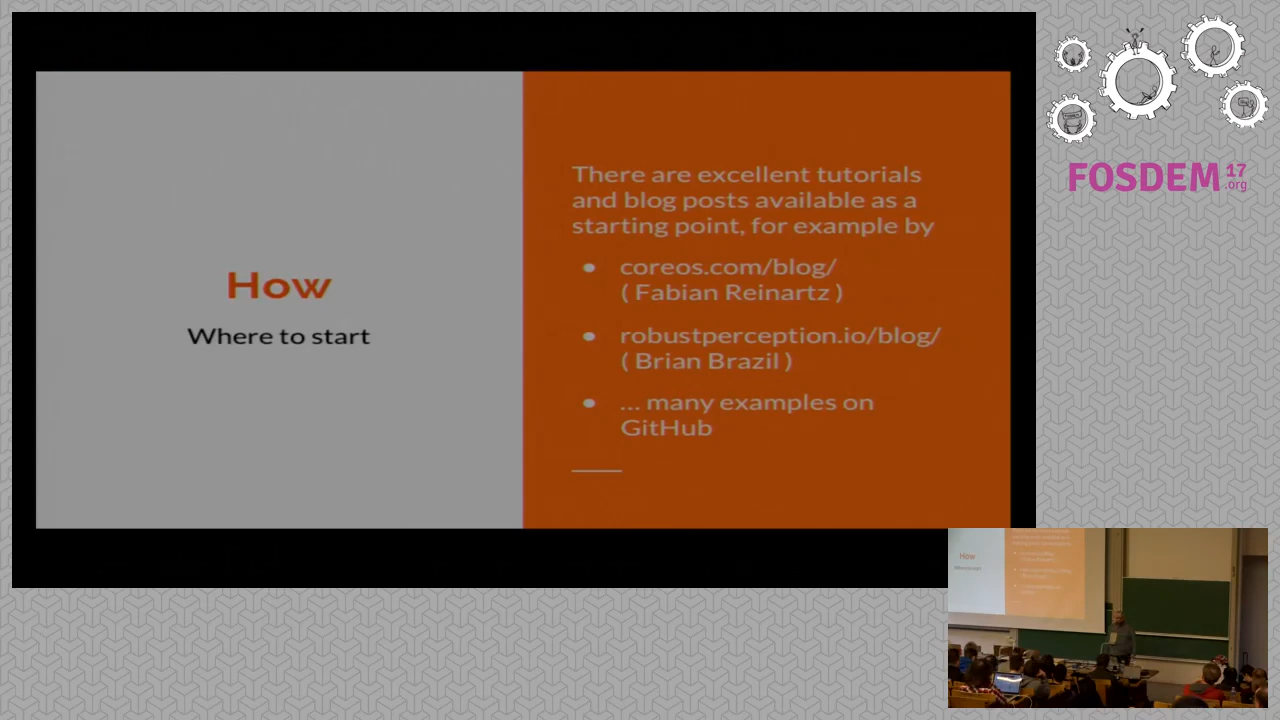 How
Where to start
There are excellent tutorials
and blog posts available as a
starting point, for example by
● coreos.com/blog/
( Fabian Reinartz )
● robustperception.io/blog/
( Brian Brazil )
● ... many examples on
GitHub
FOSDEM 17
.org
How